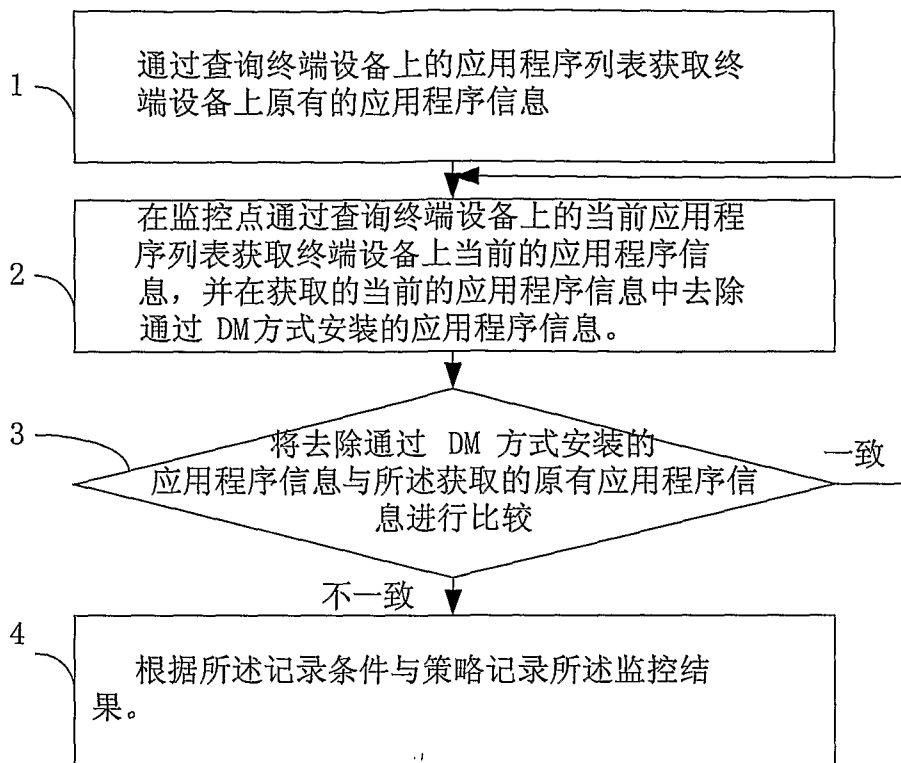 1
通过查询终端设备上的应用程序列表获取终
端设备上原有的应用程序信息
2
在监控点通过查询终端设备上的当前应用程
序列表获取终端设备上当前的应用程序信
息，并在获取的当前的应用程序信息中去除
通过 DM方式安装的应用程序信息。
3
将去除通过 DM 方式安装的
应用程序信息与所述获取的原有应用程序信
息进行比较
一致
不一致
4
根据所述记录条件与策略记录所述监控结
果。